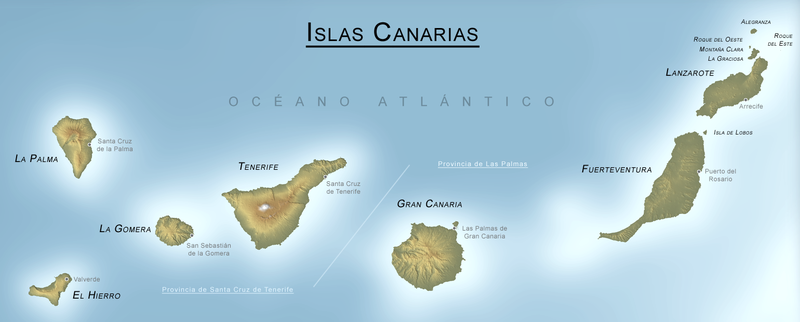 ISLAS CANARIAS
ALEGRANZA
ROQUE DEL OESTE
ROQUE
DEL ESTE
MONTAÑA CLARA
LA GRACIOSA
LANZAROTE
OCÉANO ATLÁNTICO
Arrecife
ISLA DE LOBOS
Santa Cruz
de la Palma
LA PALMA
TENERIFE
Provincia de Las Palmas
FUERTEVENTURA
Puerto del
Rosario
Santa Cruz
de Tenerife
GRAN CANARIA
LA GOMERA
Las Palmas de
Gran Canaria
San Sebastián
de la Gomera
Valverde
EL HIERRO
Provincia de Santa Cruz de Tenerife